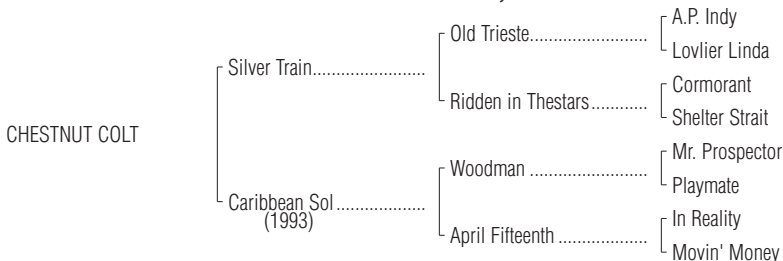 A.P. Indy
Old Trieste........................
Lovlier Linda
Silver Train.......................
Cormorant
Ridden in Thestars...........
Shelter Strait
CHESTNUT COLT
Mr. Prospector
Woodman ........................
Playmate
Caribbean Sol..................
(1993)
In Reality
April Fifteenth ..................
Movin' Money